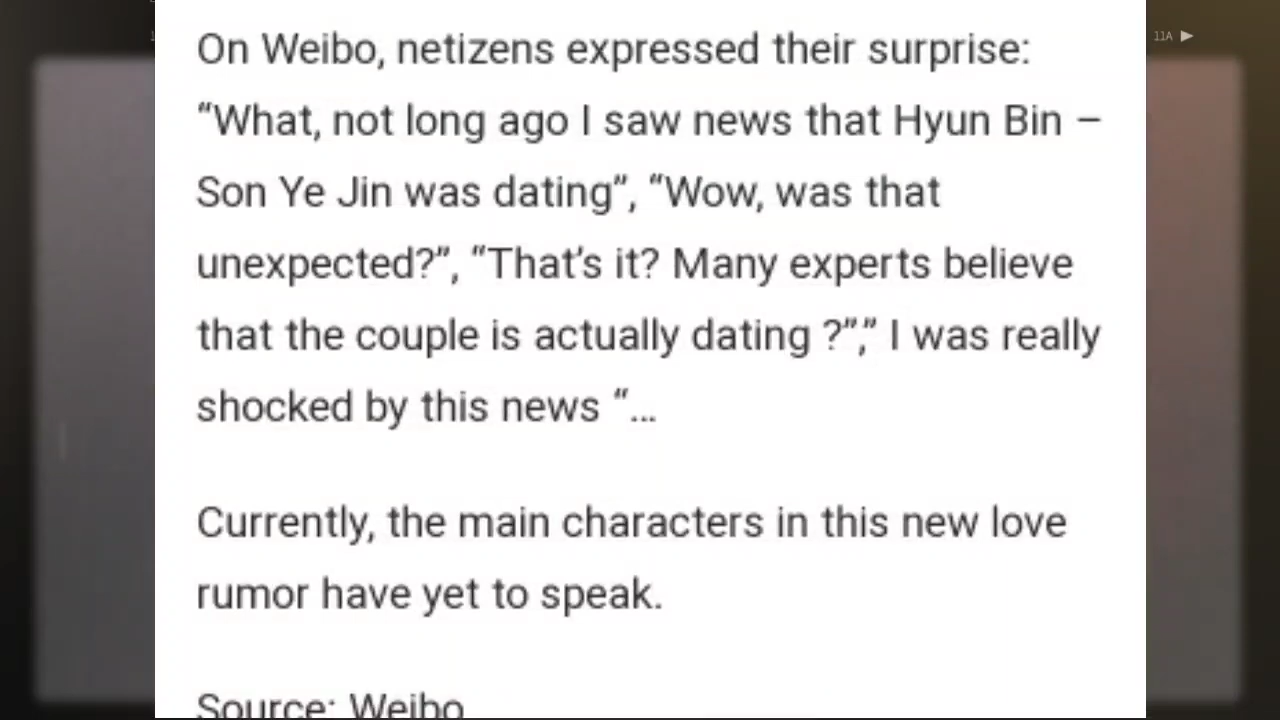 11A ▶
On Weibo, netizens expressed their surprise:
“What, not long ago I saw news that Hyun Bin –
Son Ye Jin was dating”, “Wow, was that
unexpected?”, “That’s it? Many experts believe
that the couple is actually dating ?”,” I was really
shocked by this news “...
Currently, the main characters in this new love
rumor have yet to speak.
Source: Weibo